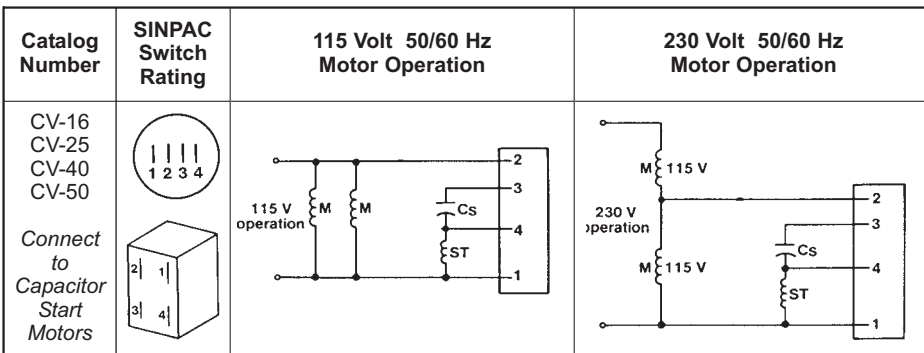 Catalog
Number
SINPAC
Switch
Rating
115 Volt 50/60 Hz
Motor Operation
230 Volt 50/60 Hz
Motor Operation
CV-16
CV-25
CV-40
CV-50
Connect
to
Capacitor
Start
Motors
1 2 3 4
2 1
3 4
115 V
operation
M
M
CS
ST
2
3
4
1
M 115 V
230 V
operation
M 115 V
CS
ST
2
3
4
1